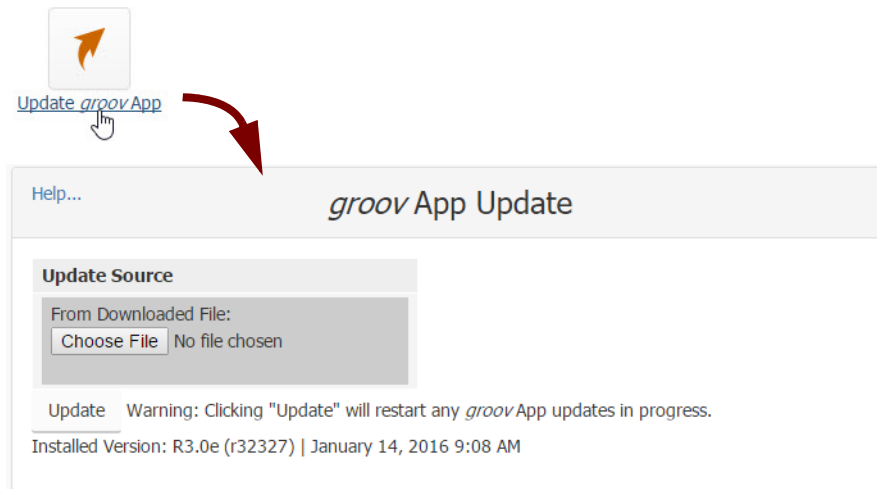 Update groov App
Help...
groov App Update
Update Source
From Downloaded File:
Choose File No file chosen
Update Warning: Clicking "Update" will restart any groov App updates in progress.
Installed Version: R3.0e (r32327) | January 14, 2016 9:08 AM